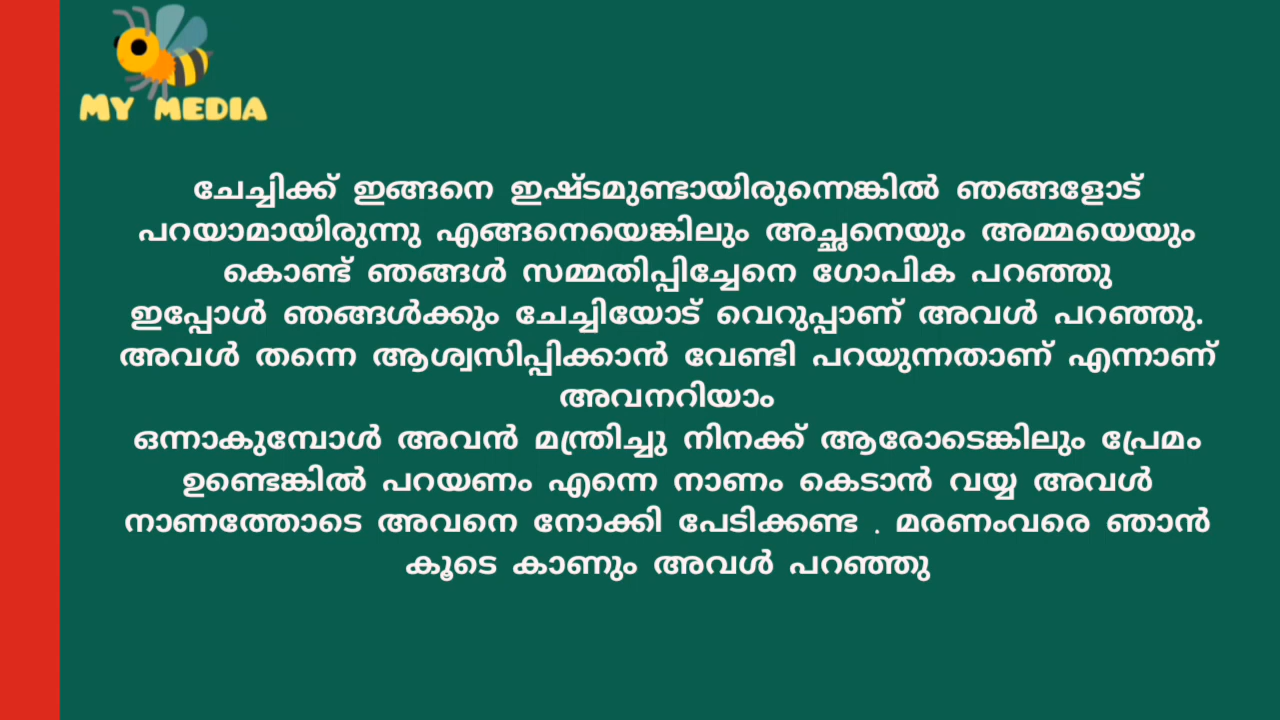 MY MEDIA
ചേച്ചിക്ക് ഇങ്ങനെ ഇഷ്ടമുണ്ടായിരുന്നെങ്കിൽ ഞങ്ങളോട്
പറയാമായിരുന്നു എങ്ങനെയെങ്കിലും അച്ഛനെയും അമ്മയെയും
കൊണ്ട് ഞങ്ങൾ സമ്മതിപ്പിച്ചേനെ ഗോപിക പറഞ്ഞു
ഇപ്പോൾ ഞങ്ങൾക്കും ചേച്ചിയോട് വെറുപ്പാണ് അവൾ പറഞ്ഞു.
അവൾ തന്നെ ആശ്വസിപ്പിക്കാൻ വേണ്ടി പറയുന്നതാണ് എന്നാണ്
അവനറിയാം
ഒന്നാകുമ്പോൾ അവൻ മന്ത്രിച്ചു നിനക്ക് ആരോടെങ്കിലും പ്രേമം
ഉണ്ടെങ്കിൽ പറയണം എന്നെ നാണം കെടാൻ വയ്യ അവൾ
നാണത്തോടെ അവനെ നോക്കി പേടിക്കണ്ട . മരണംവരെ ഞാൻ
കൂടെ കാണും അവൾ പറഞ്ഞു